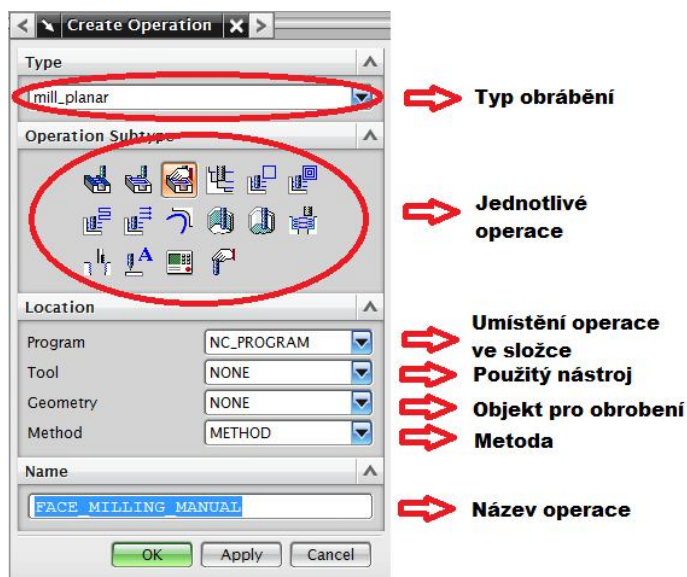 Create Operation
Type
mill_planar
Typ obrábění
Operation Subtype
A
Jednotlivé
operace
Location
Program NC_PROGRAM
Umístění operace
ve složce
Tool NONE
Použitý nástroj
Geometry NONE
Objekt pro obrobení
Method METHOD
Metoda
Name
FACE_MILLING_MANUAL
Název operace
OK Apply Cancel